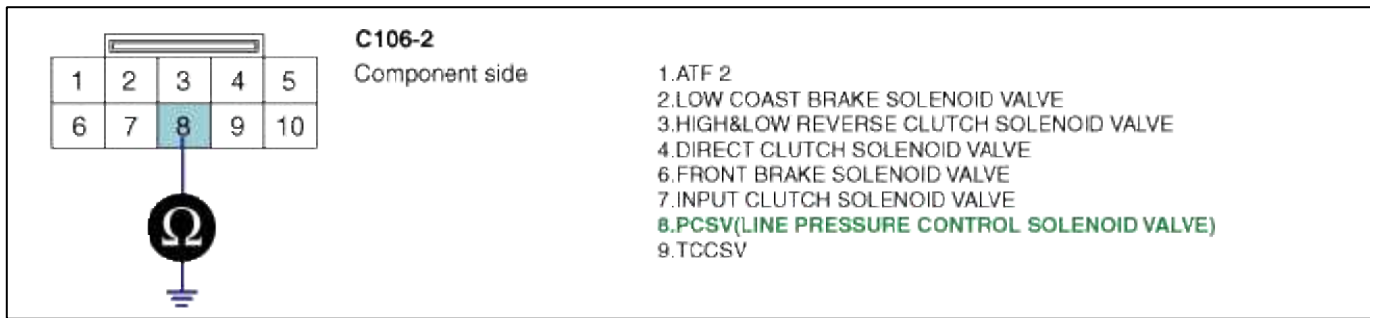 C106-2
Component side
1 2 3 4 5
6 7 8 9 10
Ω
1.ATF 2
2.LOW COAST BRAKE SOLENOID VALVE
3.HIGH&LOW REVERSE CLUTCH SOLENOID VALVE
4.DIRECT CLUTCH SOLENOID VALVE
6.FRONT BRAKE SOLENOID VALVE
7.INPUT CLUTCH SOLENOID VALVE
8.PCSV(LINE PRESSURE CONTROL SOLENOID VALVE)
9.TCCSV